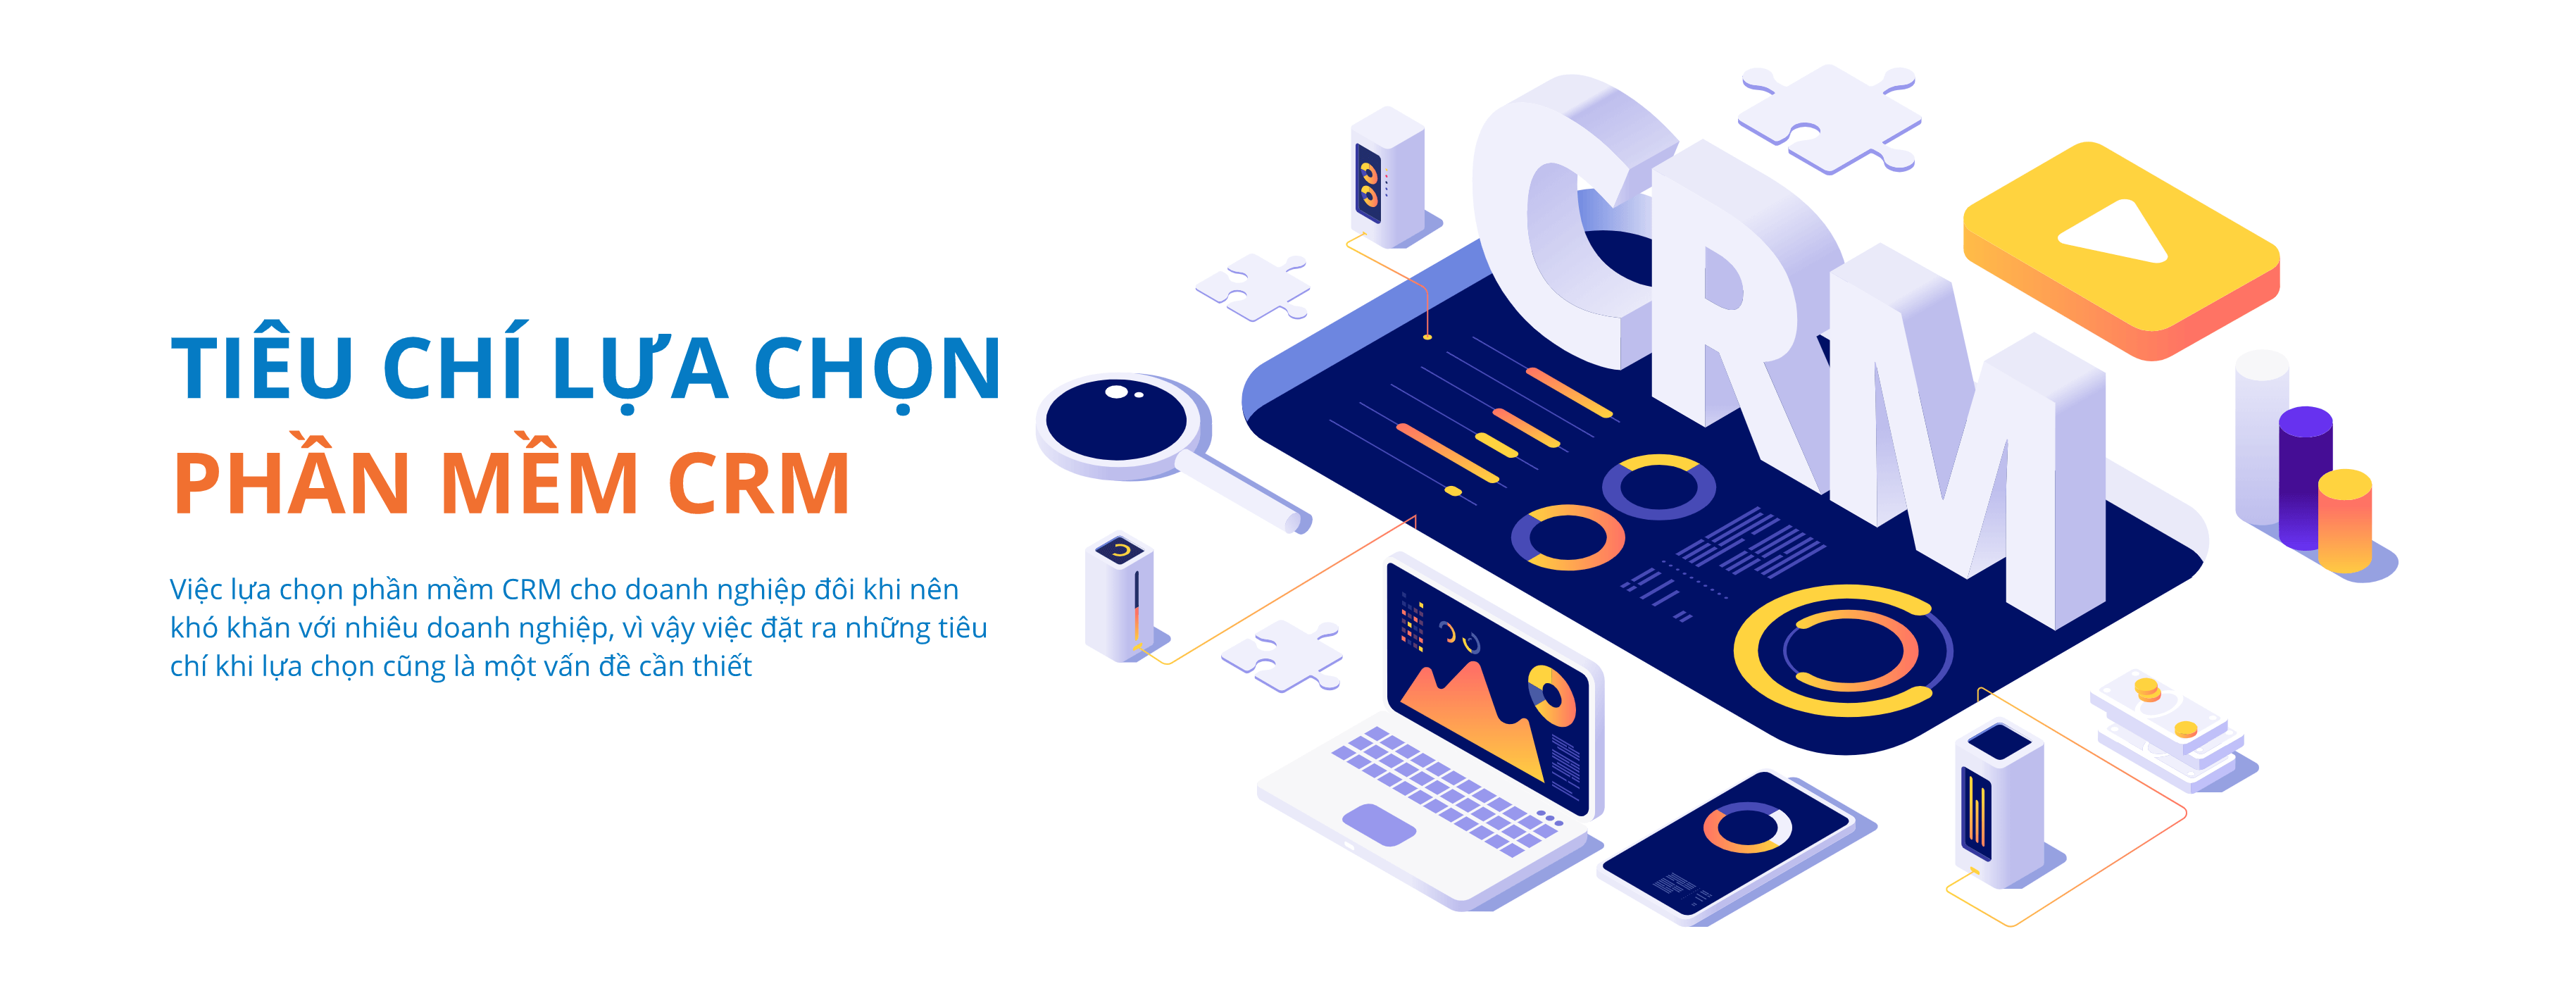 TIÊU CHÍ LỰA CHỌN
PHẦN MỀM CRM
Việc lựa chọn phần mềm CRM cho doanh nghiệp đôi khi nên
khó khăn với nhiêu doanh nghiệp, vì vậy việc đặt ra những tiêu
chí khi lựa chọn cũng là một vấn đề cần thiết
CRM